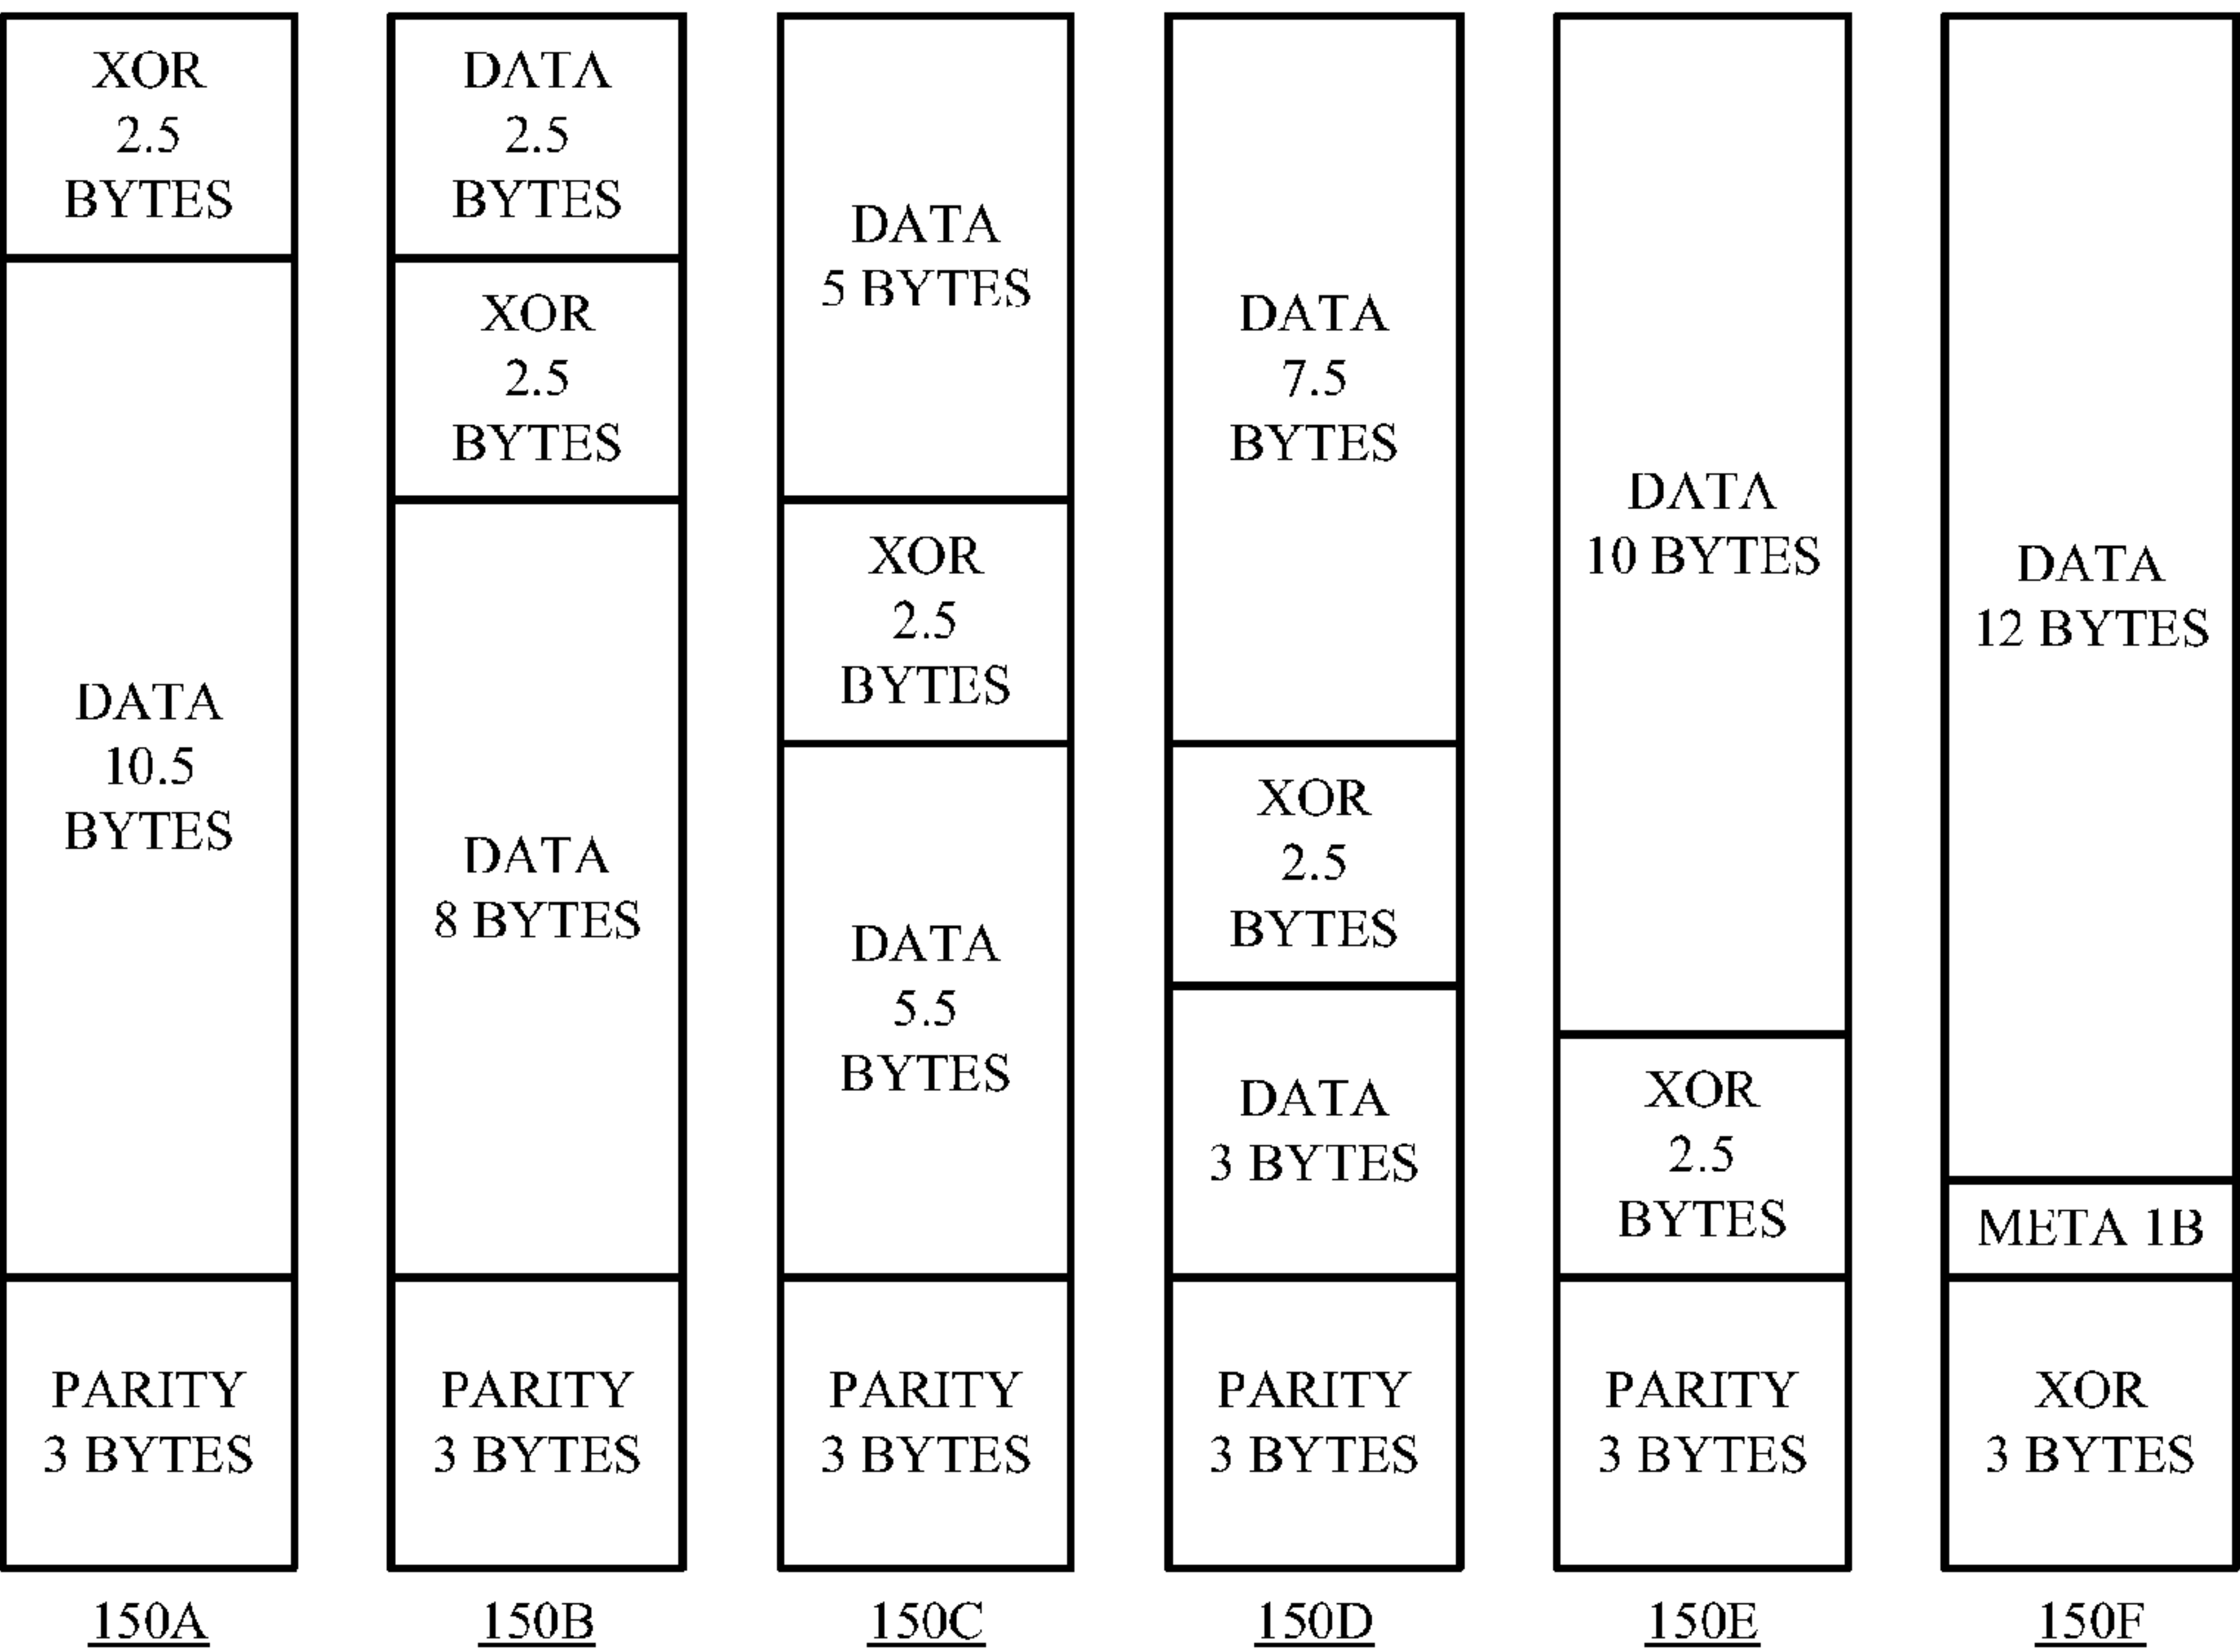 XOR
2.5
BYTES
DATA
10.5
BYTES
PARITY
3 BYTES
150A
DATA
2.5
BYTES
XOR
2.5
BYTES
DATA
8 BYTES
PARITY
3 BYTES
150B
DATA
5 BYTES
XOR
2.5
BYTES
DATA
5.5
BYTES
PARITY
3 BYTES
150C
DATA
7.5
BYTES
XOR
2.5
BYTES
DATA
3 BYTES
PARITY
3 BYTES
150D
DATA
10 BYTES
XOR
2.5
BYTES
PARITY
3 BYTES
150E
DATA
12 BYTES
META 1B
XOR
3 BYTES
150F